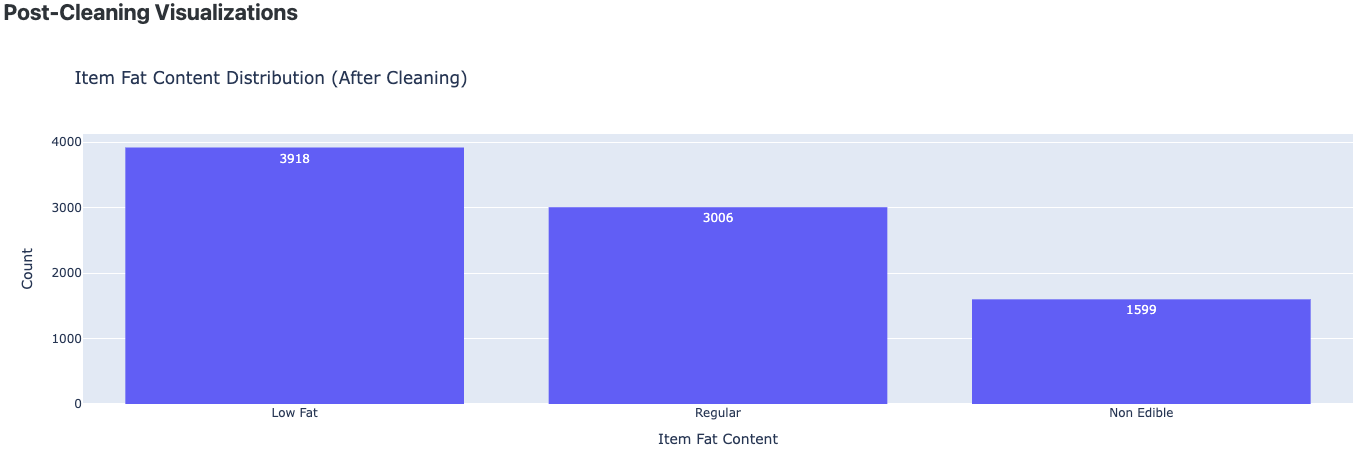 Post-Cleaning Visualizations
Item Fat Content Distribution (After Cleaning)
4000
3000
2000
1000
0
Count
3918
3006
1599
Low Fat
Regular
Non Edible
Item Fat Content